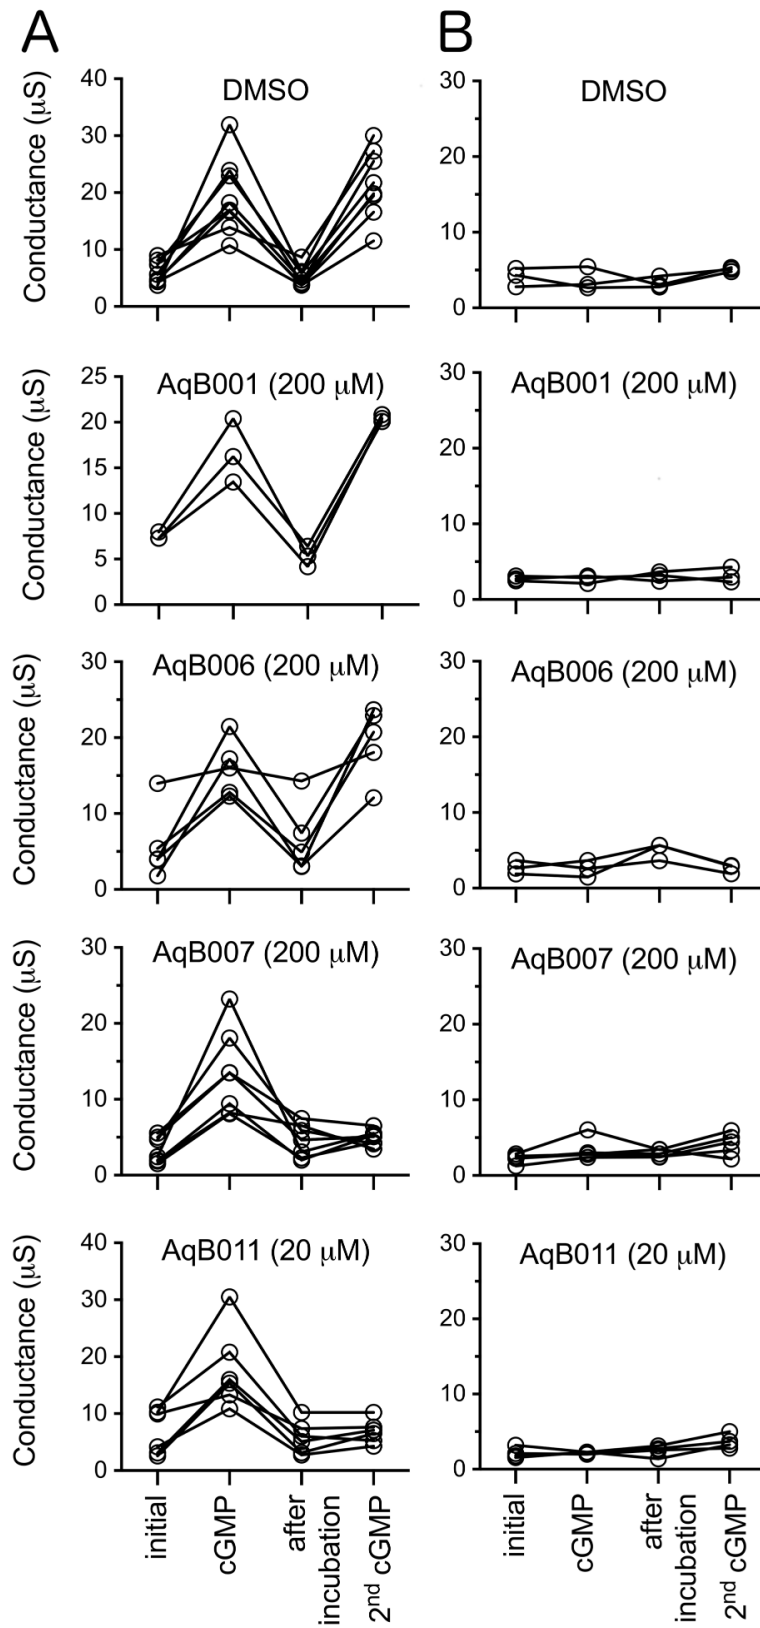 A
B
Conductance (μS)
40
30
20
10
0
DMSO
30
20
10
0
DMSO
Conductance (μS)
25
20
15
10
5
0
AqB001 (200 μM)
30
20
10
0
AqB001 (200 μM)
Conductance (μS)
30
20
10
0
AqB006 (200 μM)
30
20
10
0
AqB006 (200 μM)
Conductance (μS)
30
20
10
0
AqB007 (200 μM)
30
20
10
0
AqB007 (200 μM)
Conductance (μS)
40
30
20
10
0
AqB011 (20 μM)
30
20
10
0
AqB011 (20 μM)
initial
cGMP
after
incubation
2nd cGMP
initial
cGMP
after
incubation
2nd cGMP